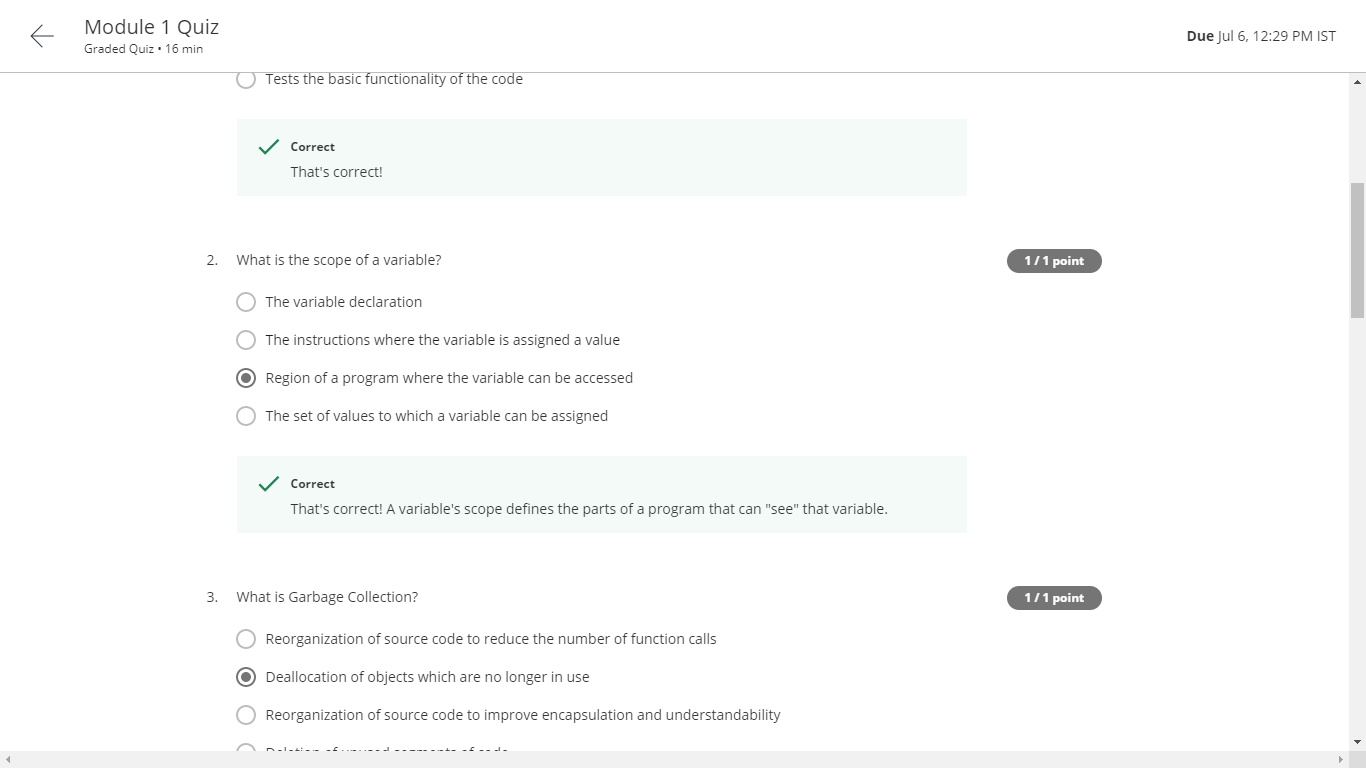 Module 1 Quiz
Graded Quiz • 16 min
Due Jul 6, 12:29 PM IST
Tests the basic functionality of the code
Correct
That's correct!
2. What is the scope of a variable?
1 / 1 point
The variable declaration
The instructions where the variable is assigned a value
Region of a program where the variable can be accessed
The set of values to which a variable can be assigned
Correct
That's correct! A variable's scope defines the parts of a program that can "see" that variable.
3. What is Garbage Collection?
1 / 1 point
Reorganization of source code to reduce the number of function calls
Deallocation of objects which are no longer in use
Reorganization of source code to improve encapsulation and understandability
Deletion of unused segments of code